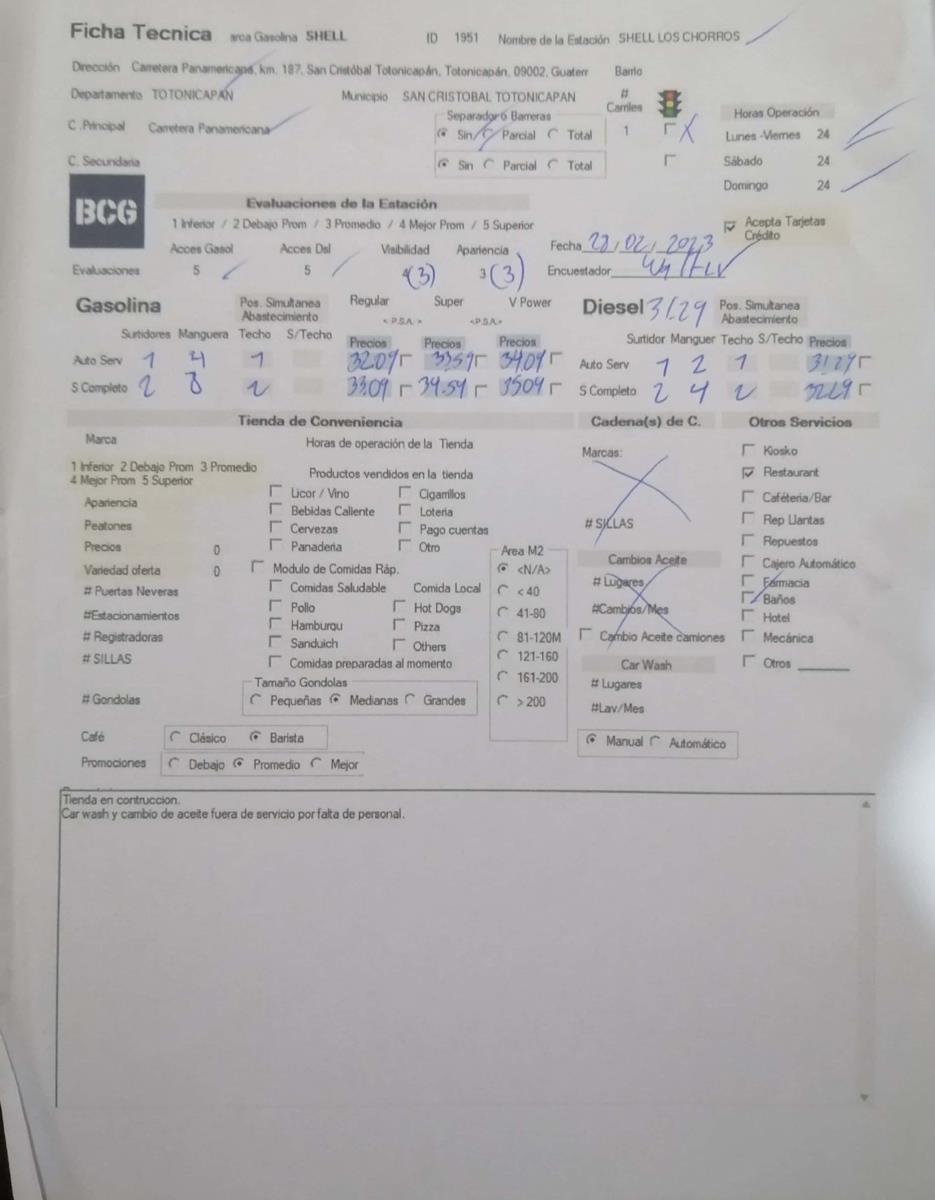 Ficha Tecnica arca Gasolina SHELL ID 1951 Nombre de la Estación SHELL LOS CHORROS
Dirección Carretera Panamericana, km. 187, San Cristóbal Totonicapán, Totonicapán, 09002, Guatem Barrio
Departamento TOTONICAPAN Municipio SAN CRISTOBAL TOTONICAPAN # Carriles
C .Principal Carretera Panamericana Separador ó Barreras Sin Parcial Total 1 X
C. Secundaria Sin Parcial Total
Horas Operación
Lunes -Viernes 24
Sábado 24
Domingo 24
BCG
Evaluaciones de la Estación
1 Inferior / 2 Debajo Prom / 3 Promedio / 4 Mejor Prom / 5 Superior
Acepta Tarjetas Crédito
Acces Gasol Acces Dsl Visibilidad Apariencia
Fecha 28/02/2023
Evaluaciones 5 5 4(3) 3(3)
Encuestador
Gasolina Pos. Simultanea Abastecimiento Regular Super V Power
<P.S.A.> <P.S.A>
Surtidores Manguera Techo S/Techo Precios Precios Precios
Auto Serv 1 4 1 32.09 33.59 34.09
S Completo 2 8 2 33.09 34.59 35.09
Diesel 31.29 Pos. Simultanea Abastecimiento
Surtidor Manguer Techo S/Techo Precios
Auto Serv 1 2 1 31.29
S Completo 2 4 2 32.29
Tienda de Conveniencia
Marca
Horas de operación de la Tienda
1 Inferior 2 Debajo Prom 3 Promedio
4 Mejor Prom 5 Superior
Productos vendidos en la tienda
Apariencia
Peatones
Precios 0
Variedad oferta 0
# Puertas Neveras
#Estacionamientos
# Registradoras
# SILLAS
# Gondolas
Licor / Vino Cigarrillos
Bebidas Caliente Loteria
Cervezas Pago cuentas
Panaderia Otro
Modulo de Comidas Ráp.
Comidas Saludable Comida Local
Pollo Hot Dogs
Hamburgu Pizza
Sanduich Others
Comidas preparadas al momento
Tamaño Gondolas
Pequeñas Medianas Grandes
Area M2
<N/A>
< 40
41-80
81-120M
121-160
161-200
> 200
Café Clásico Barista
Promociones Debajo Promedio Mejor
Cadena(s) de C.
Marcas:
# SILLAS
Cambios Aceite
# Lugares
#Cambios/Mes
Cambio Aceite camiones
Car Wash
# Lugares
#Lav/Mes
Manual Automático
Otros Servicios
Kiosko
Restaurant
Caféteria/Bar
Rep Llantas
Repuestos
Cajero Automático
Farmacia
Baños
Hotel
Mecánica
Otros
Tienda en contruccion.
Car wash y cambio de aceite fuera de servicio por falta de personal.